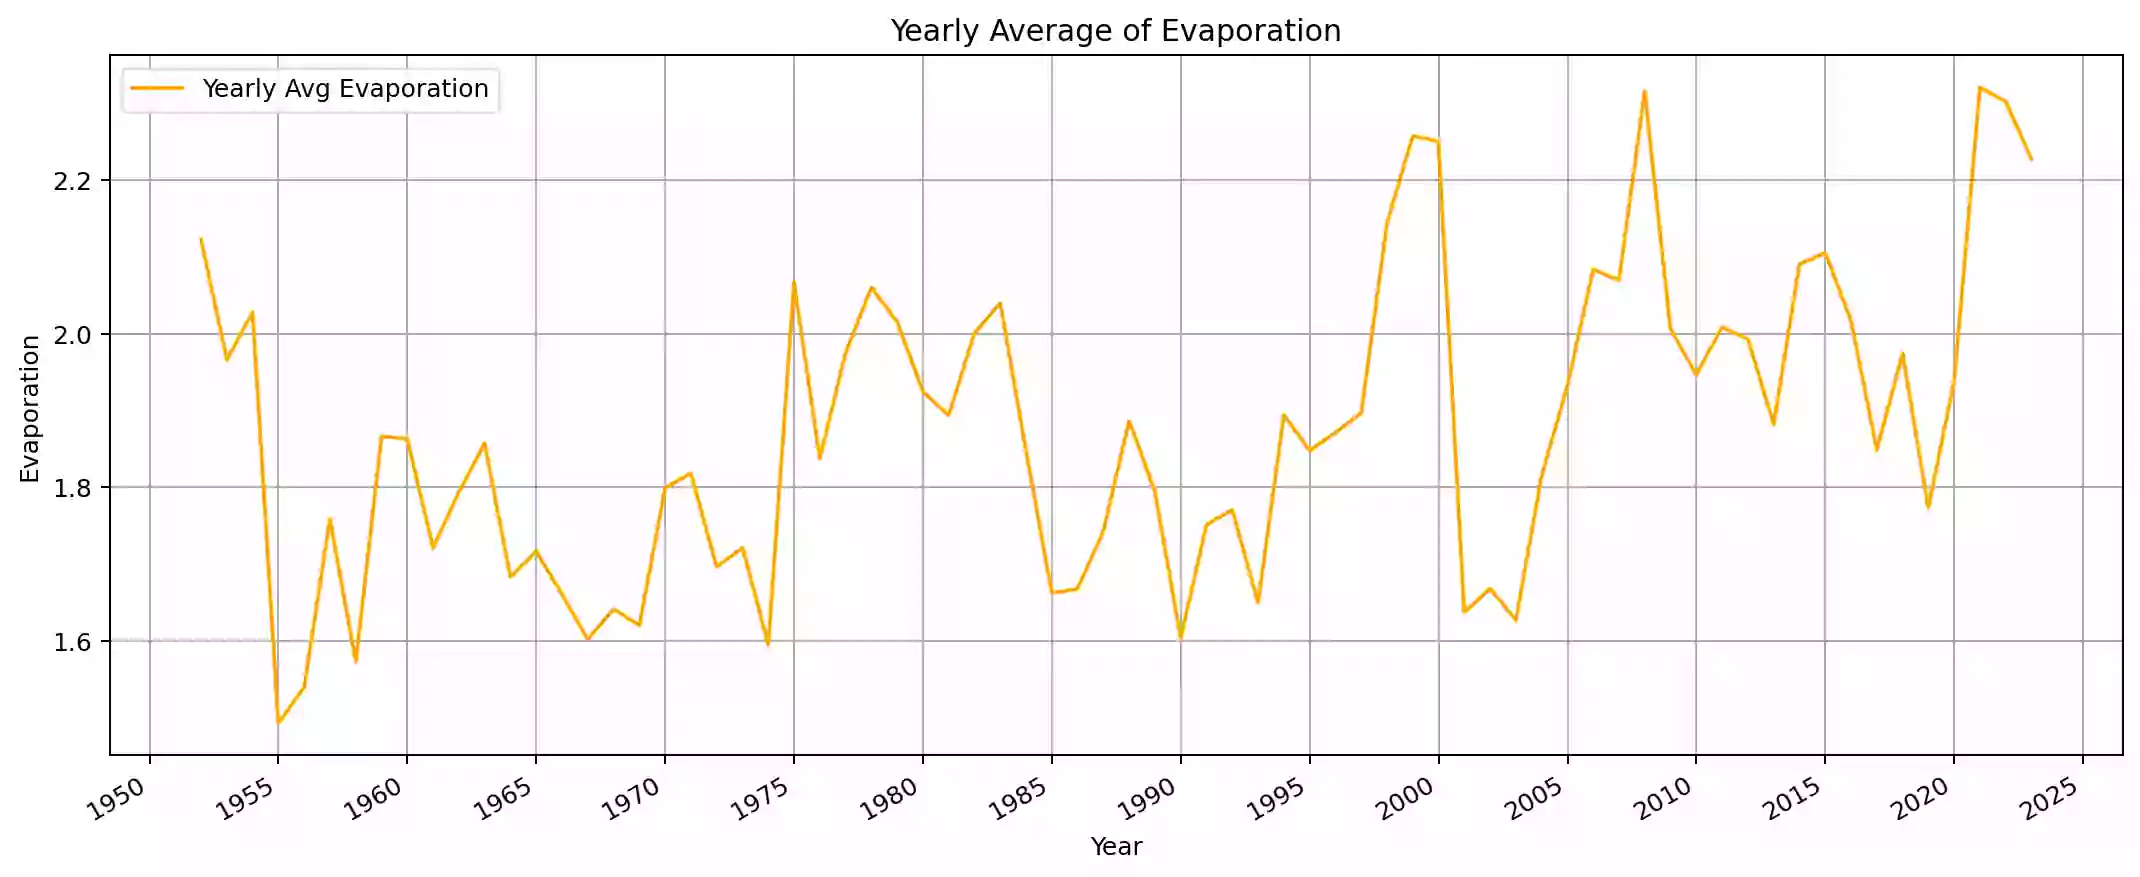 Yearly Average of Evaporation
Yearly Avg Evaporation
Evaporation
2.2
2.0
1.8
1.6
1950 1955 1960 1965 1970 1975 1980 1985 1990 1995 2000 2005 2010 2015 2020 2025
Year